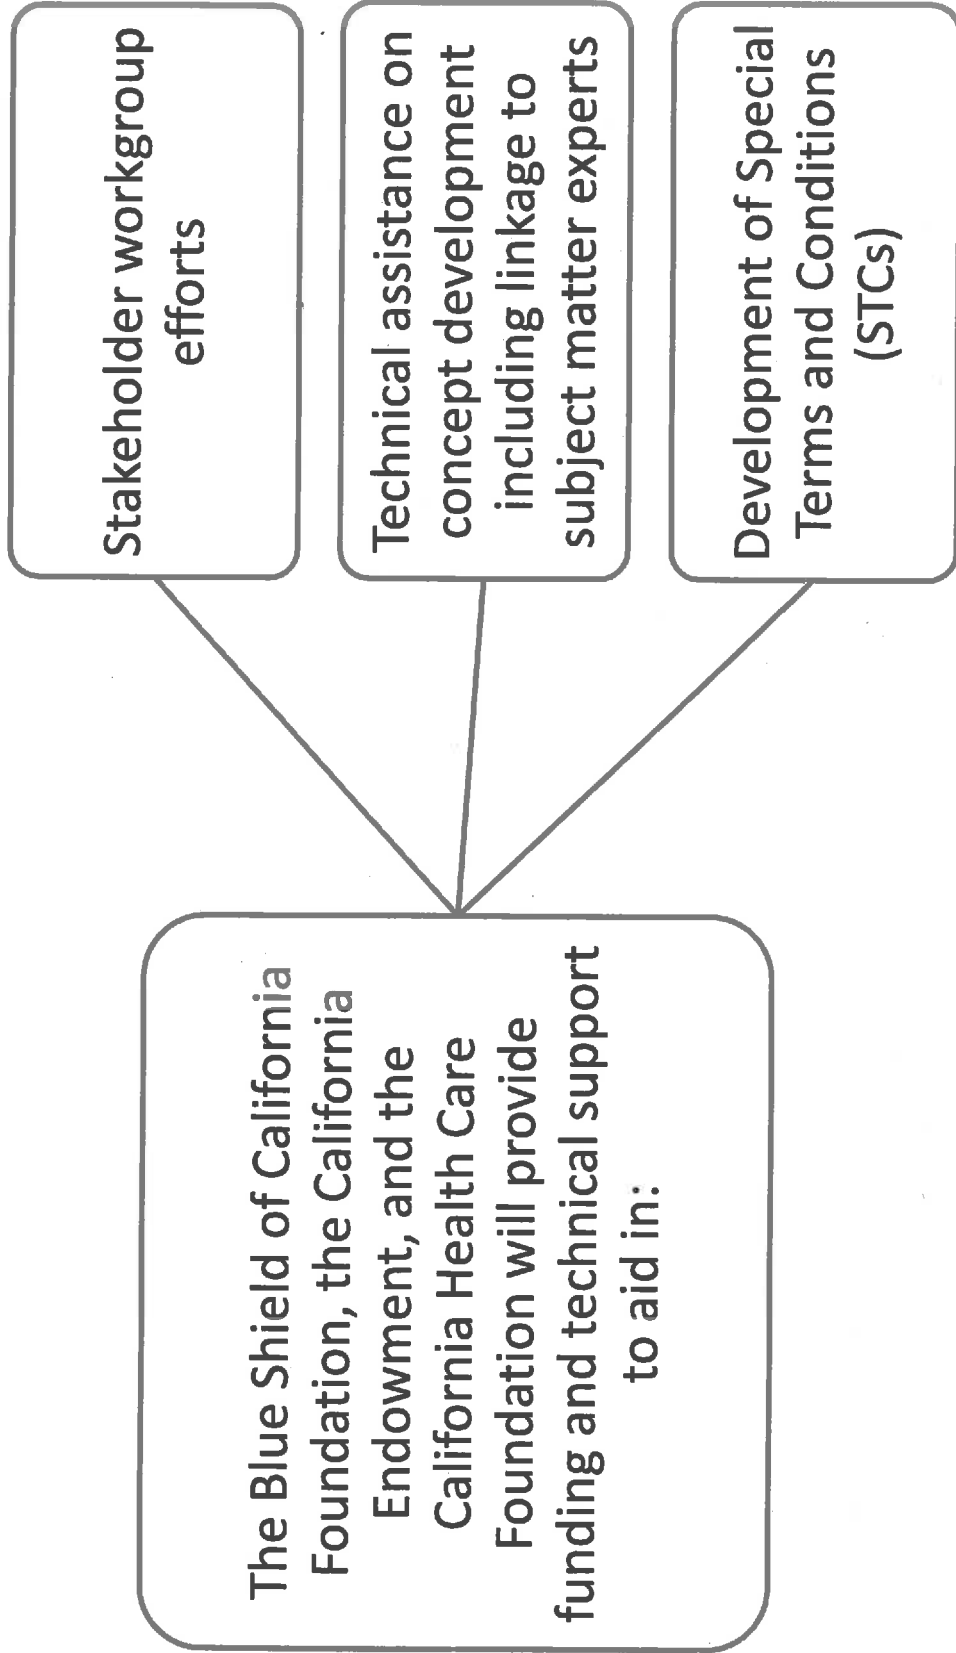 The Blue Shield of California
Foundation, the California
Endowment, and the
California Health Care
Foundation will provide
funding and technical support
to aid in:
Stakeholder workgroup
efforts
Technical assistance on
concept development
including linkage to
subject matter experts
Development of Special
Terms and Conditions
(STCs)